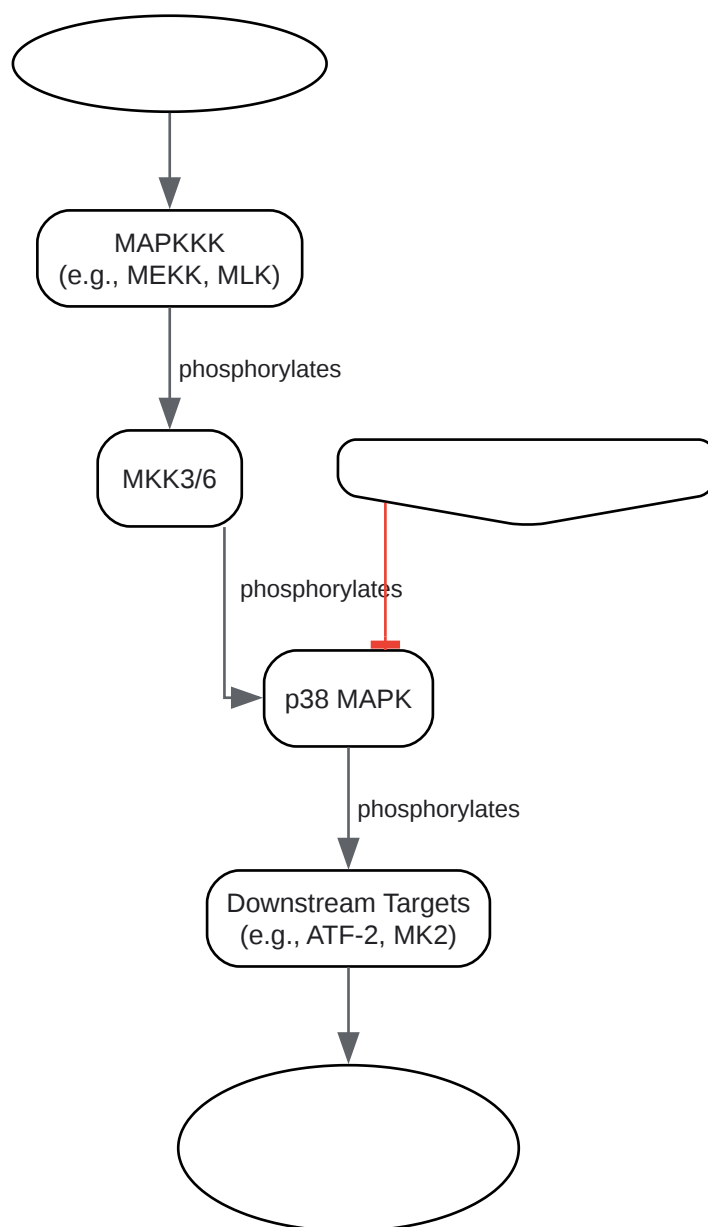 MAPKKK
(e.g., MEKK, MLK)
phosphorylates
MKK3/6
phosphorylates
p38 MAPK
phosphorylates
Downstream Targets
(e.g., ATF-2, MK2)